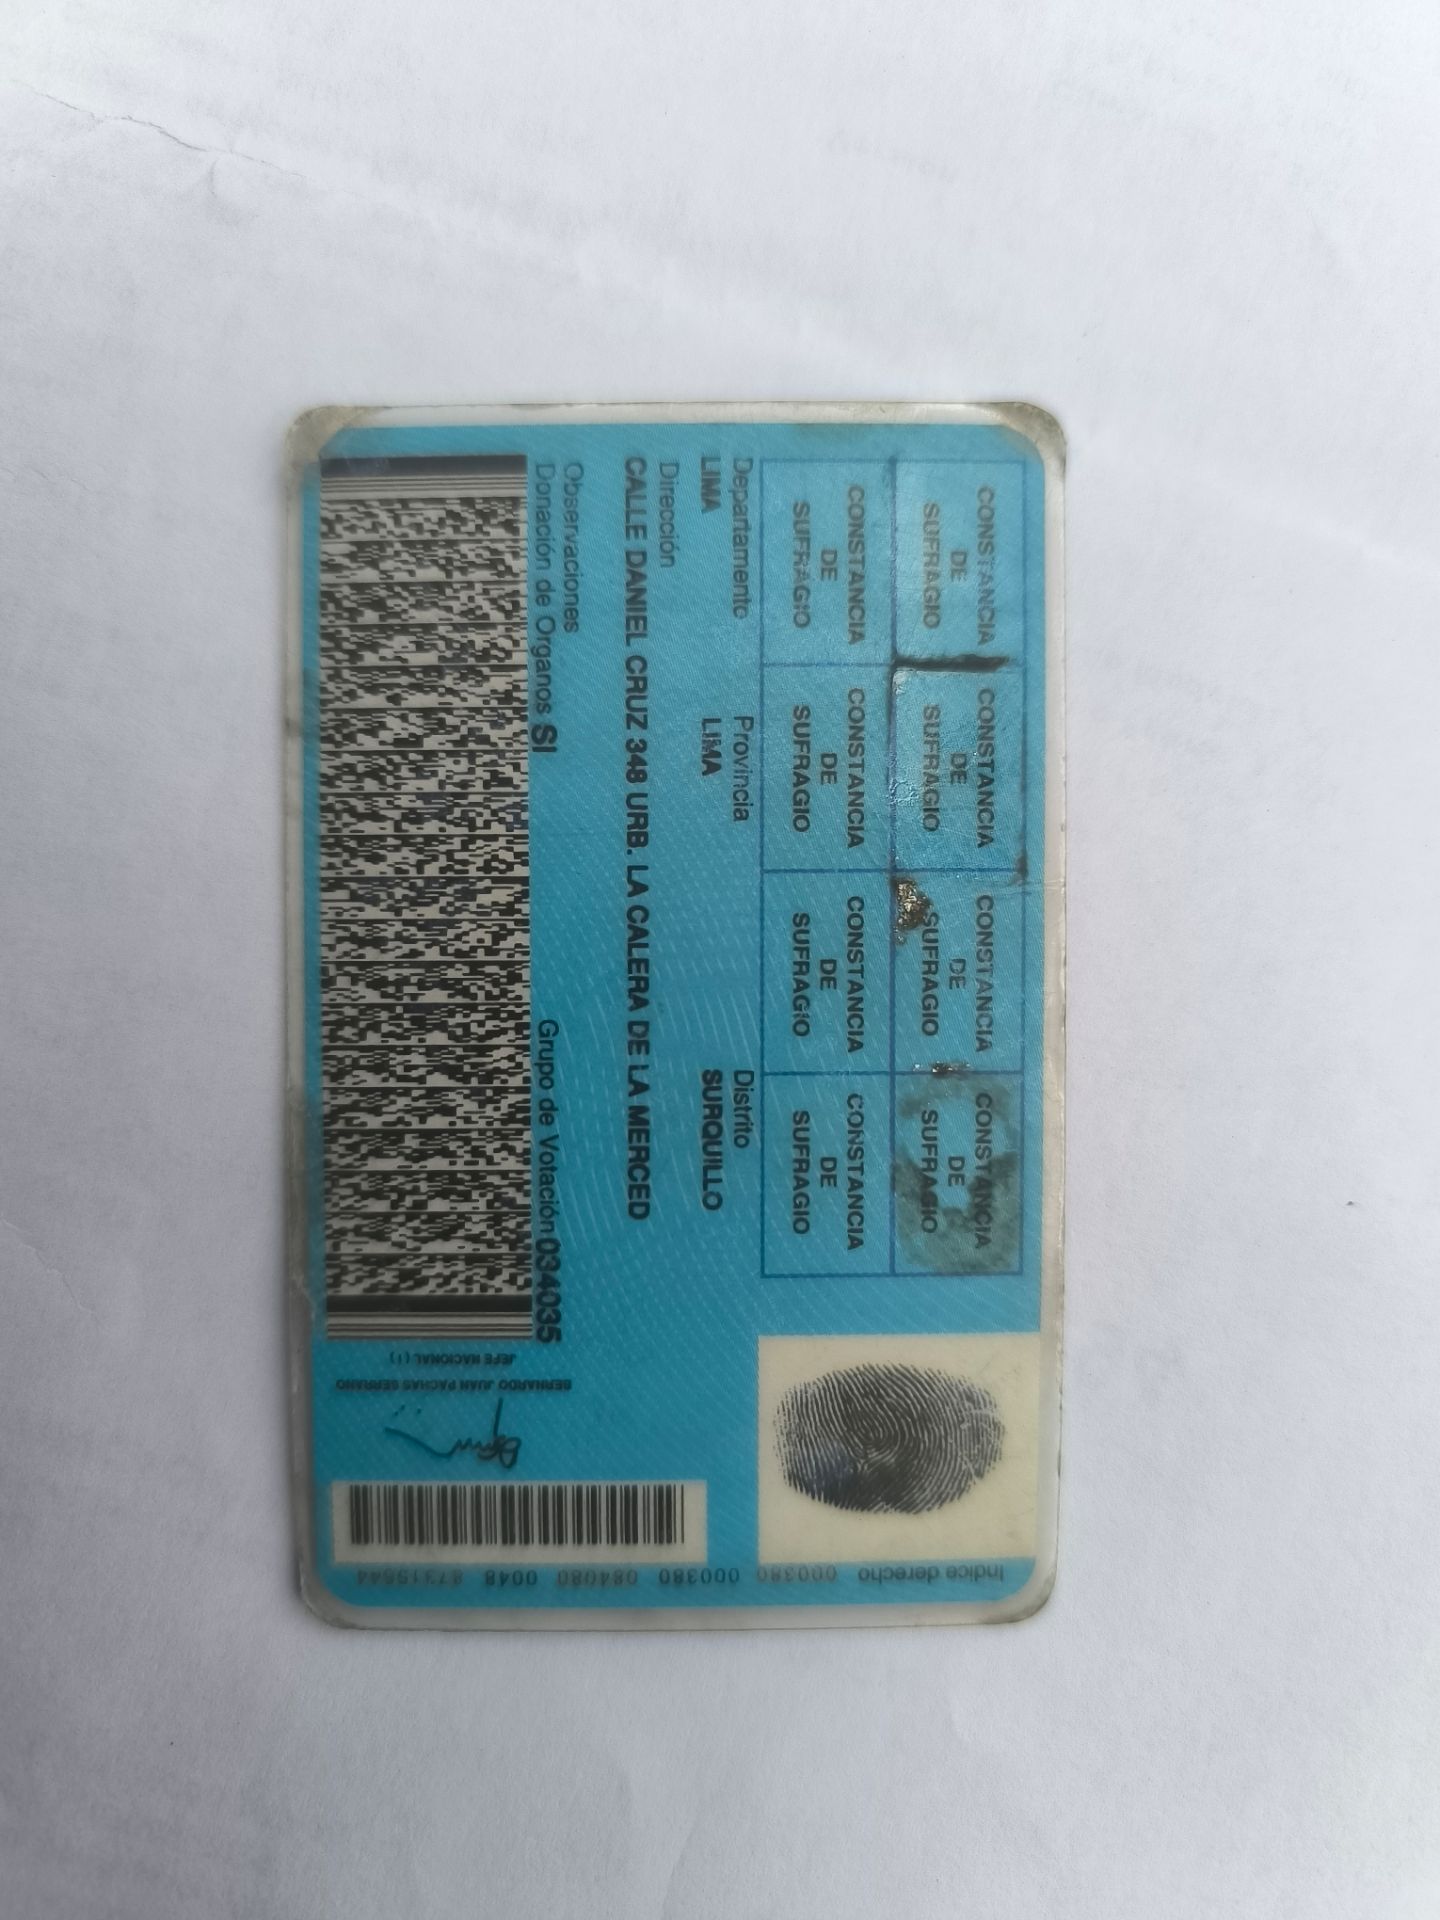 CONSTANCIA DE SUFRAGIO CONSTANCIA DE SUFRAGIO CONSTANCIA DE SUFRAGIO CONSTANCIA DE SUFRAGIO
CONSTANCIA DE SUFRAGIO CONSTANCIA DE SUFRAGIO CONSTANCIA DE SUFRAGIO CONSTANCIA DE SUFRAGIO
Departamento Provincia Distrito
LIMA LIMA SURQUILLO
Dirección
CALLE DANIEL CRUZ 348 URB. LA CALERA DE LA MERCED
Observaciones
Donación de Organos SI Grupo de Votación 034035
Indice derecho 000380 000380 084080 0048 87315644
BERNARDO JUAN PACHAS SERRANO
JEFE NACIONAL (i)